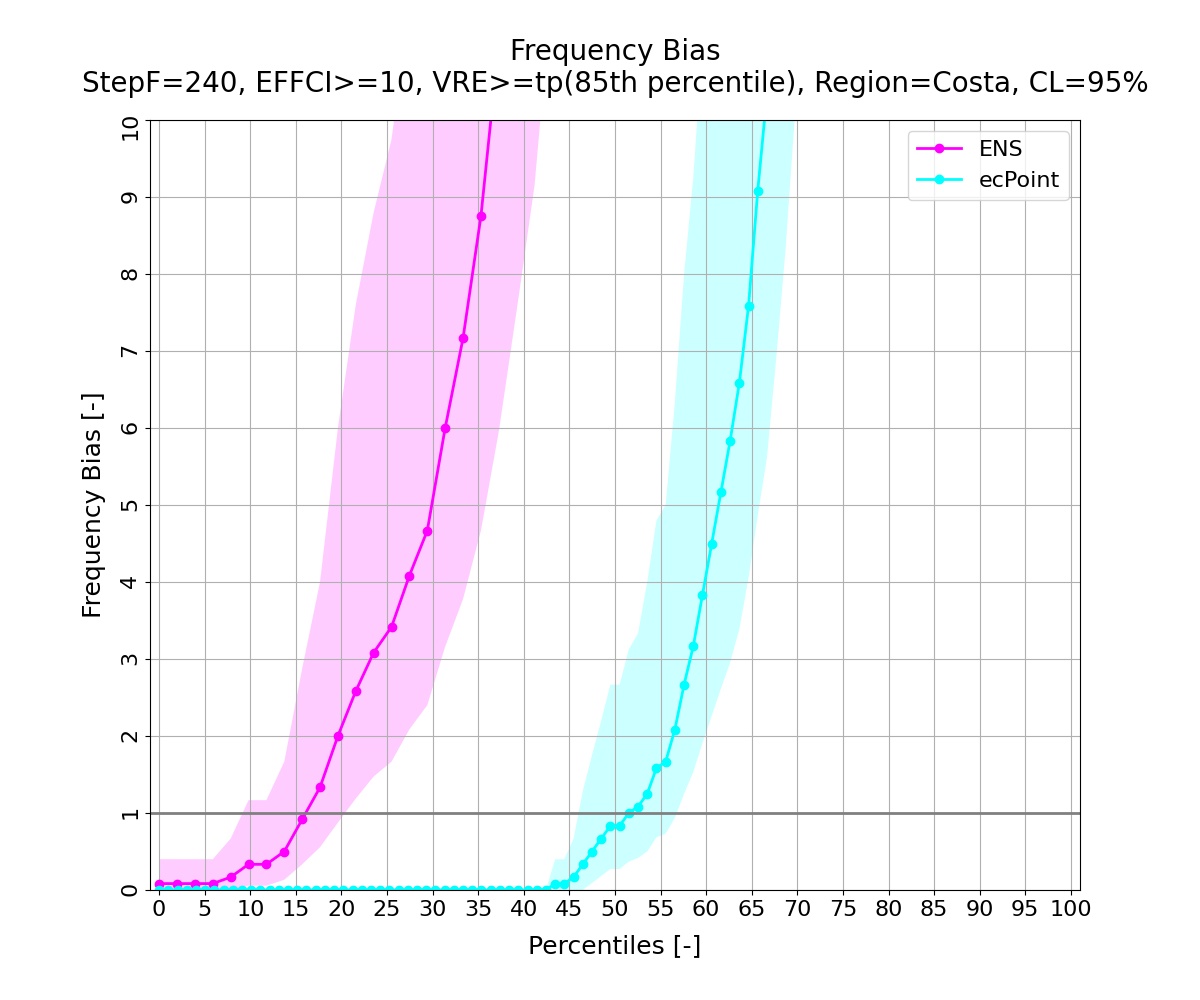 Frequency Bias
StepF=240, EFFCI>=10, VRE>=tp(85th percentile), Region=Costa, CL=95%
ENS
ecPoint
Frequency Bias [-]
10
9
8
7
6
5
4
3
2
1
0
0 5 10 15 20 25 30 35 40 45 50 55 60 65 70 75 80 85 90 95 100
Percentiles [-]